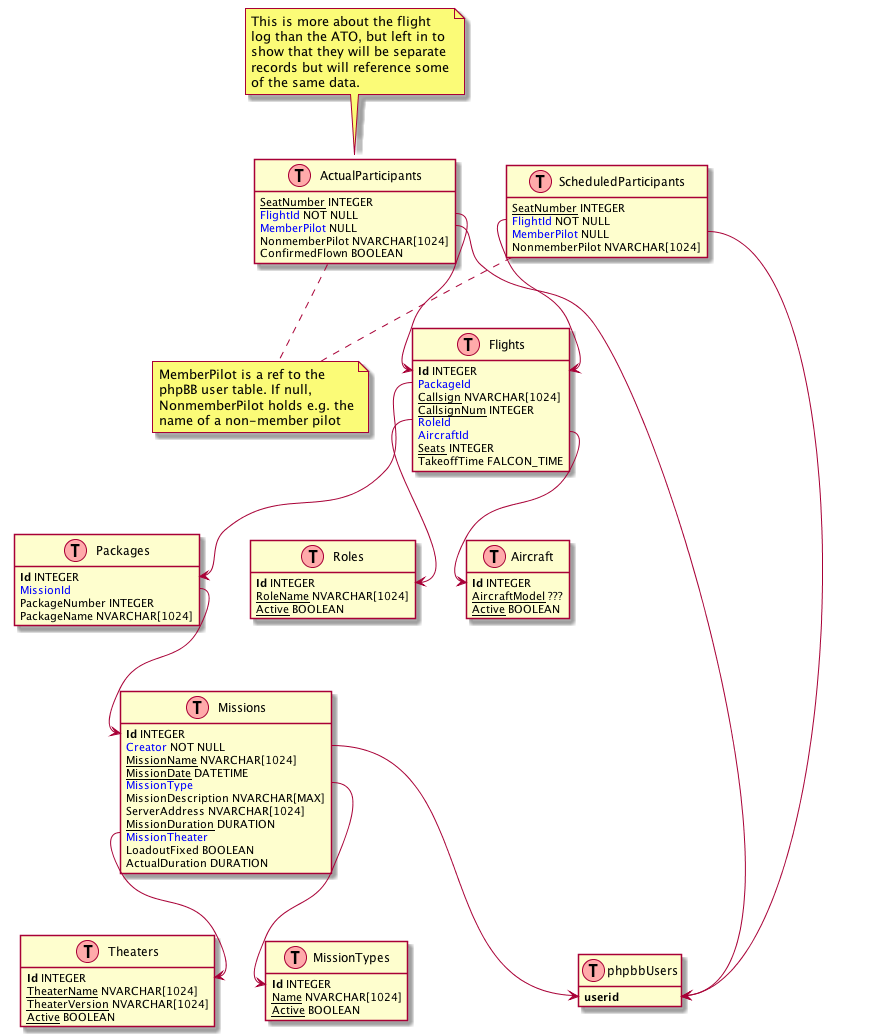 This is more about the flight
log than the ATO, but left in to
show that they will be separate
records but will reference some
of the same data.
T ActualParticipants
SeatNumber INTEGER
FlightId NOT NULL
MemberPilot NULL
NonmemberPilot NVARCHAR[1024]
ConfirmedFlown BOOLEAN
T ScheduledParticipants
SeatNumber INTEGER
FlightId NOT NULL
MemberPilot NULL
NonmemberPilot NVARCHAR[1024]
MemberPilot is a ref to the
phpBB user table. If null,
NonmemberPilot holds e.g. the
name of a non-member pilot
T Flights
Id INTEGER
PackageId
Callsign NVARCHAR[1024]
CallsignNum INTEGER
RoleId
AircraftId
Seats INTEGER
TakeoffTime FALCON_TIME
T Packages
Id INTEGER
MissionId
PackageNumber INTEGER
PackageName NVARCHAR[1024]
T Roles
Id INTEGER
RoleName NVARCHAR[1024]
Active BOOLEAN
T Aircraft
Id INTEGER
AircraftModel ???
Active BOOLEAN
T Missions
Id INTEGER
Creator NOT NULL
MissionName NVARCHAR[1024]
MissionDate DATETIME
MissionType
MissionDescription NVARCHAR[MAX]
ServerAddress NVARCHAR[1024]
MissionDuration DURATION
MissionTheater
LoadoutFixed BOOLEAN
ActualDuration DURATION
T Theaters
Id INTEGER
TheaterName NVARCHAR[1024]
TheaterVersion NVARCHAR[1024]
Active BOOLEAN
T MissionTypes
Id INTEGER
Name NVARCHAR[1024]
Active BOOLEAN
T phpbbUsers
userid